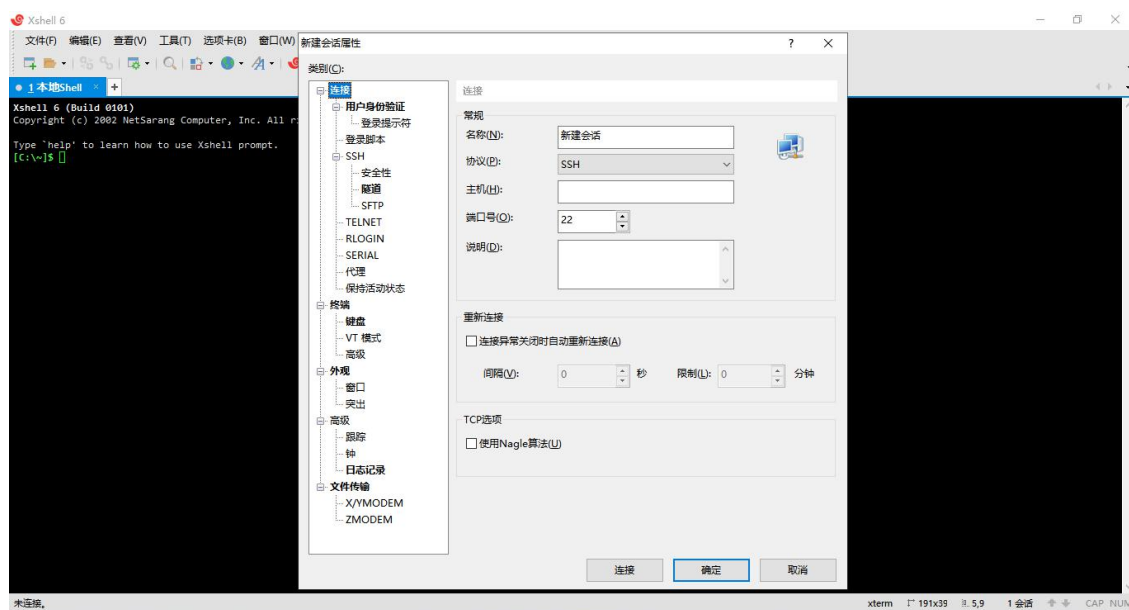 Xshell 6
文件(F) 编辑(E) 查看(V) 工具(T) 选项卡(B) 窗口(W)
1 本地Shell
Xshell 6 (Build 0101)
Copyright (c) 2002 NetSarang Computer, Inc. All
Type `help' to learn how to use Xshell prompt.
[C:\~]$
新建会话属性
类别(C):
连接
用户身份验证
登录提示符
登录脚本
SSH
安全性
隧道
SFTP
TELNET
RLOGIN
SERIAL
代理
保持活动状态
终端
键盘
VT 模式
高级
外观
窗口
突出
高级
跟踪
钟
日志记录
文件传输
X/YMODEM
ZMODEM
连接
常规
名称(N): 新建会话
协议(P): SSH
主机(H):
端口号(O): 22
说明(D):
重新连接
连接异常关闭时自动重新连接(A)
间隔(V): 0 秒 限制(L): 0 分钟
TCP选项
使用Nagle算法(U)
连接 确定 取消
未连接。 xterm 191x39 5,9 1 会话 CAP NUM